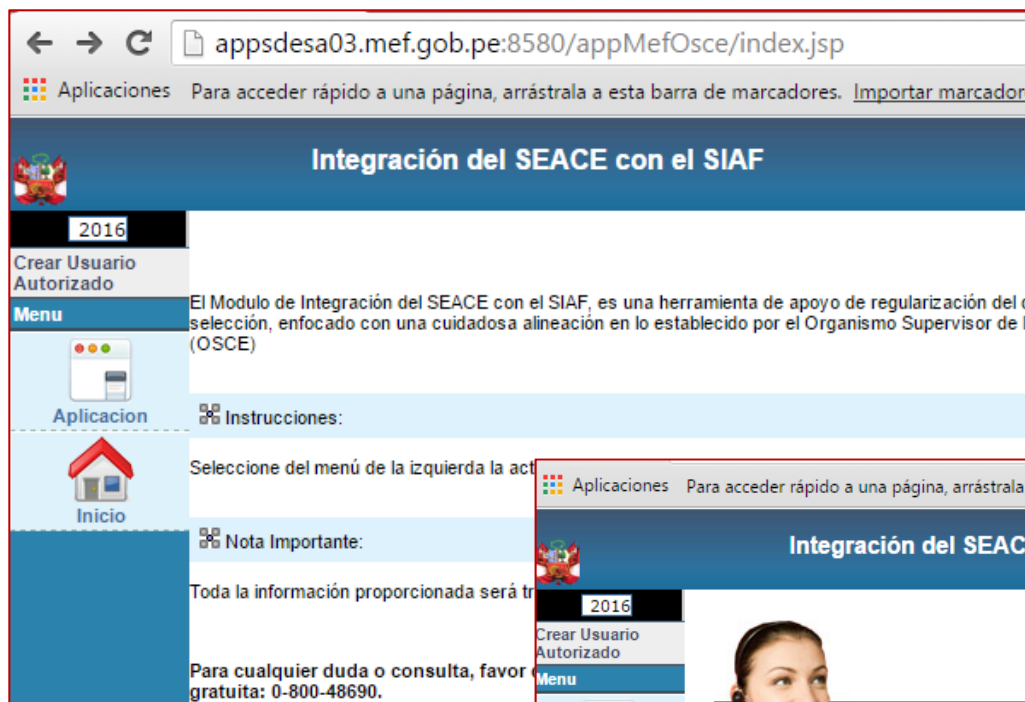 appsdesa03.mef.gob.pe:8580/appMefOsce/index.jsp
Aplicaciones Para acceder rápido a una página, arrástrala a esta barra de marcadores. Importar marcador
Integración del SEACE con el SIAF
2016
Crear Usuario
Autorizado
Menu
Aplicacion
Inicio
El Modulo de Integración del SEACE con el SIAF, es una herramienta de apoyo de regularización del
selección, enfocado con una cuidadosa alineación en lo establecido por el Organismo Supervisor de
(OSCE)
Instrucciones:
Seleccione del menú de la izquierda la act
Nota Importante:
Toda la información proporcionada será tr
Para cualquier duda o consulta, favor
gratuita: 0-800-48690.
Aplicaciones Para acceder rápido a una página, arrástrala
Integración del SEAC
2016
Crear Usuario
Autorizado
Menu